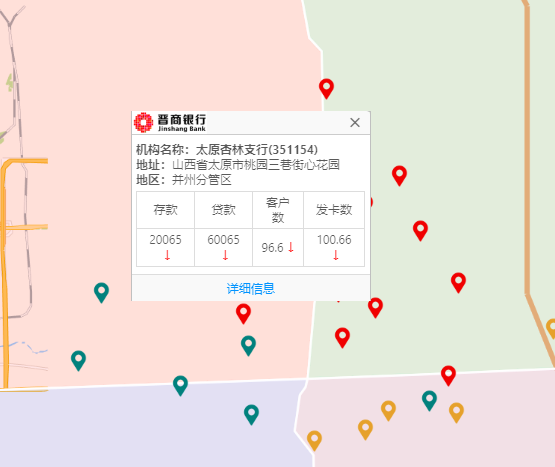 晋商银行
Jinshang Bank
机构名称：太原杏林支行(351154)
地址：山西省太原市桃园三巷街心花园
地区：并州分营区
存款 贷款 客户数 发卡数
20065↓ 60065↓ 96.6↓ 100.66↓
详细信息